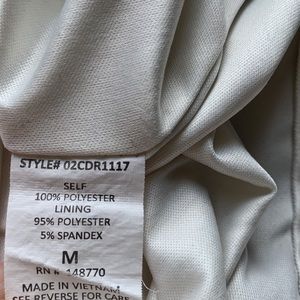 STYLE# 02CDR1117
SELF
100% POLYESTER
LINING
95% POLYESTER
5% SPANDEX
M
RN # 148770
MADE IN VIETNAM
SEE REVERSE FOR CARE